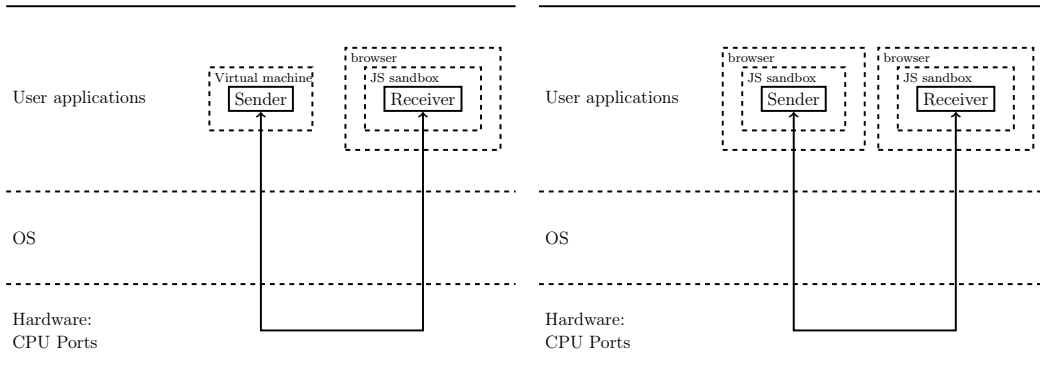 browser
Virtual machine
JS sandbox
User applications
Sender
Receiver
OS
Hardware:
CPU Ports
browser
browser
JS sandbox
JS sandbox
User applications
Sender
Receiver
OS
Hardware:
CPU Ports